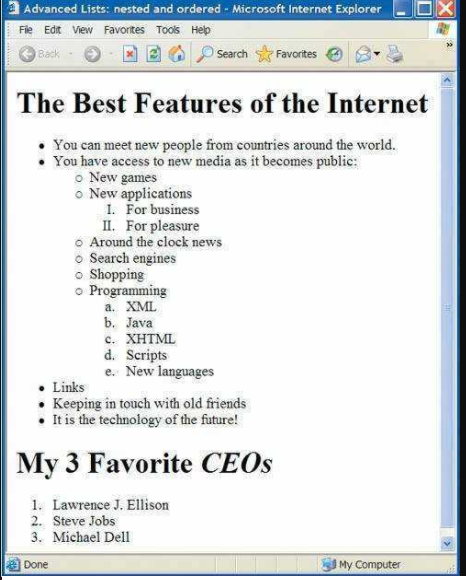 Advanced Lists: nested and ordered - Microsoft Internet Explorer
File Edit View Favorites Tools Help
Back Search Favorites »
The Best Features of the Internet
• You can meet new people from countries around the world.
• You have access to new media as it becomes public:
○ New games
○ New applications
I. For business
II. For pleasure
○ Around the clock news
○ Search engines
○ Shopping
○ Programming
a. XML
b. Java
c. XHTML
d. Scripts
e. New languages
• Links
• Keeping in touch with old friends
• It is the technology of the future!
My 3 Favorite CEOs
1. Lawrence J. Ellison
2. Steve Jobs
3. Michael Dell
Done My Computer